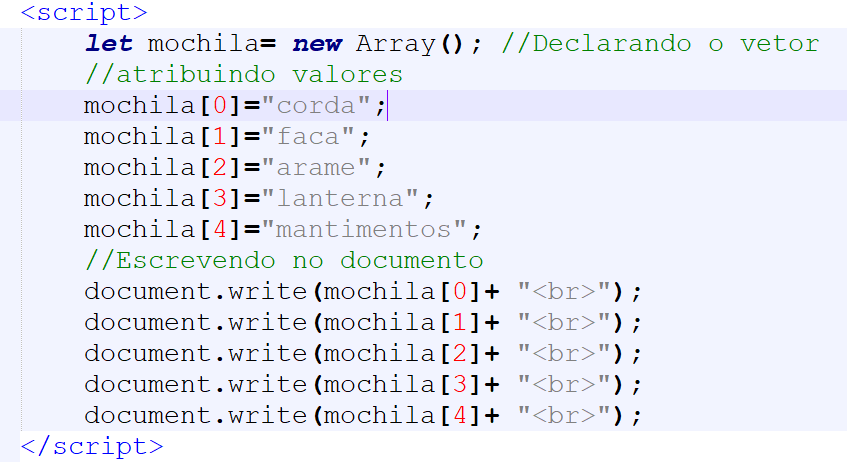 <script>
let mochila= new Array(); //Declarando o vetor
//atribuindo valores
mochila[0]="corda";
mochila[1]="faca";
mochila[2]="arame";
mochila[3]="lanterna";
mochila[4]="mantimentos";
//Escrevendo no documento
document.write(mochila[0]+ "<br>");
document.write(mochila[1]+ "<br>");
document.write(mochila[2]+ "<br>");
document.write(mochila[3]+ "<br>");
document.write(mochila[4]+ "<br>");
</script>